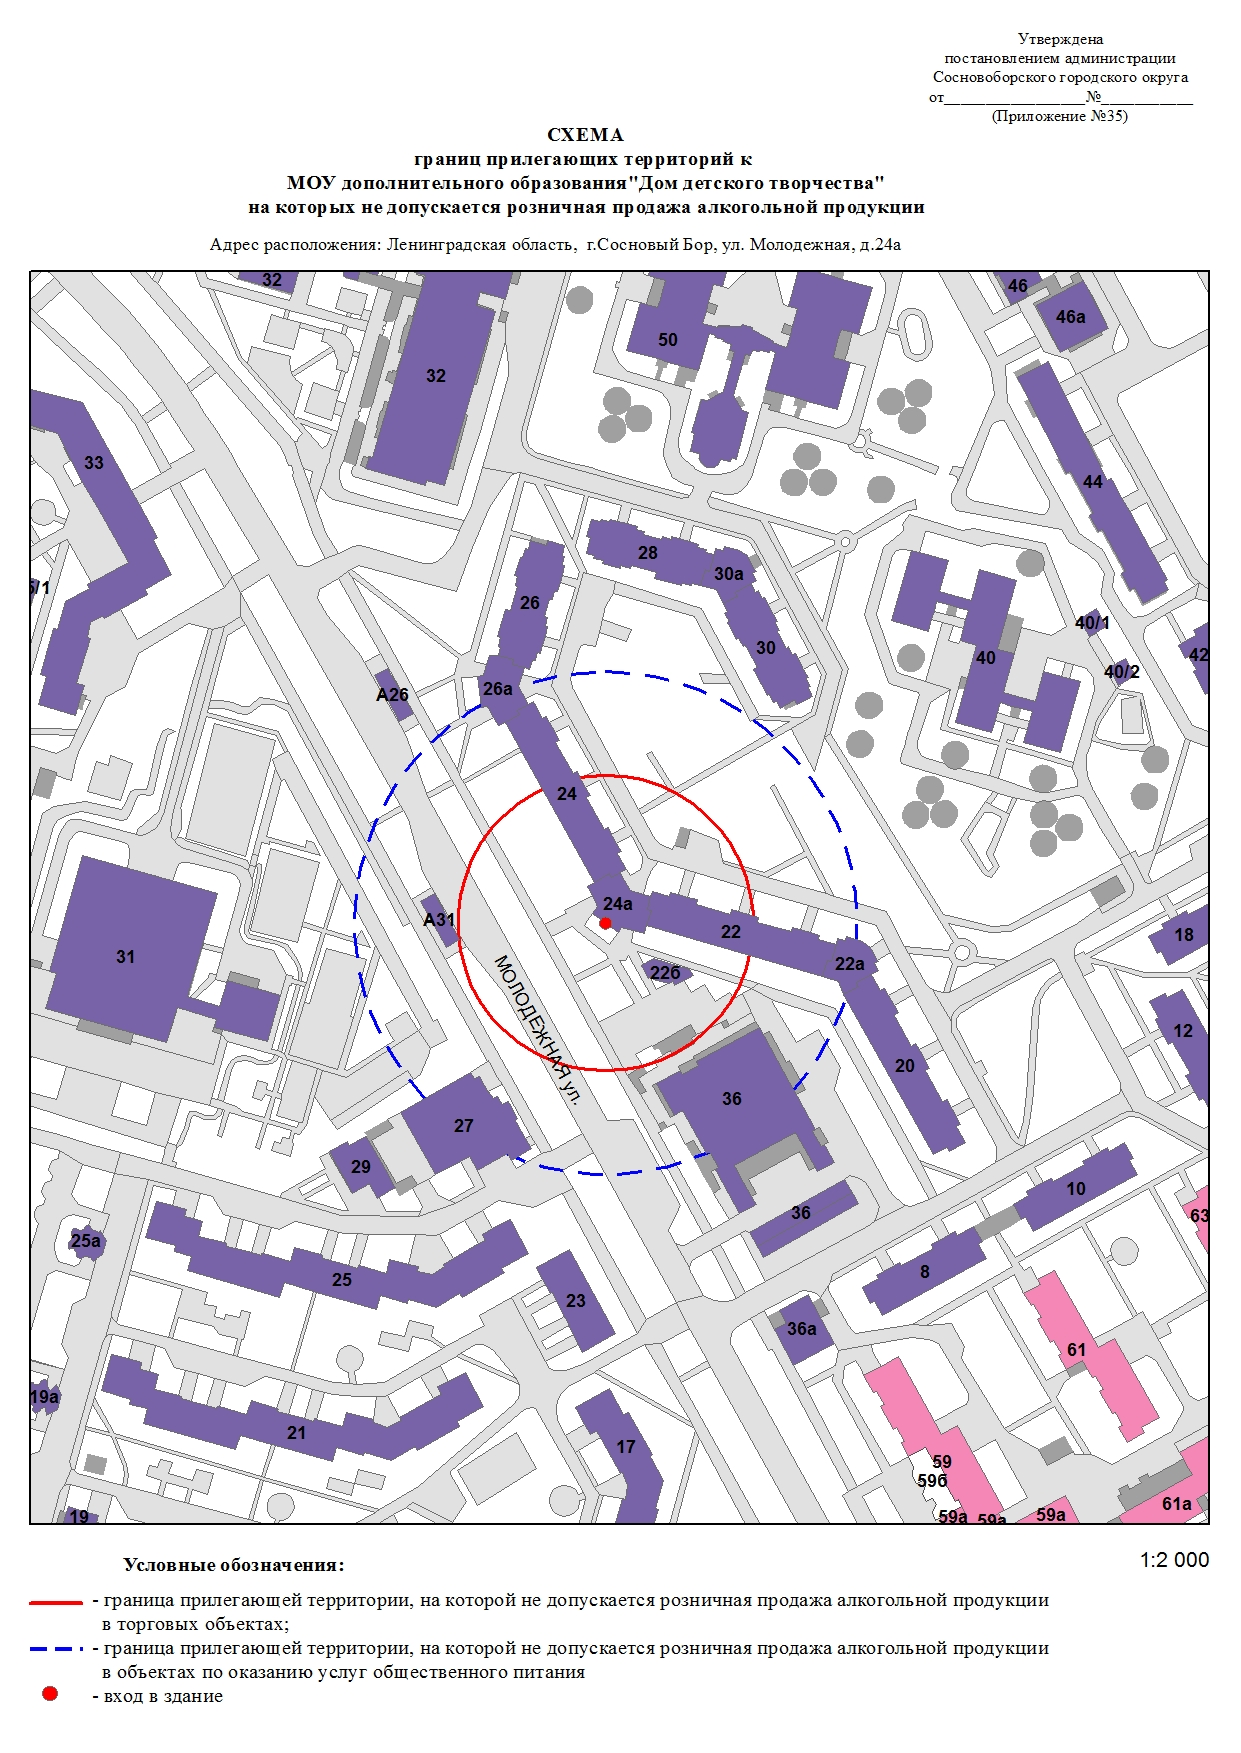 Утверждена
постановлением администрации
Сосновоборского городского округа
от_________________№___________
(Приложение №35)
СХЕМА
границ прилегающих территорий к
МОУ дополнительного образования"Дом детского творчества"
на которых не допускается розничная продажа алкогольной продукции
Адрес расположения: Ленинградская область,  г.Сосновый Бор, ул. Молодежная, д.24а
32
46
46а
50
32
33
44
28
30а
5/1
26
40/1
30
42
40
40/2
26а
А26
24
24а
А31
22
18
31
22а
22б
МОЛОДЕЖНАЯ ул.
12
20
36
27
29
10
36
63
25а
8
25
23
36а
61
19а
21
17
59
59б
61а
59а
59а
59а
19
1:2 000
Условные обозначения:
- граница прилегающей территории, на которой не допускается розничная продажа алкогольной продукции
в торговых объектах;
- граница прилегающей территории, на которой не допускается розничная продажа алкогольной продукции
в объектах по оказанию услуг общественного питания
- вход в здание